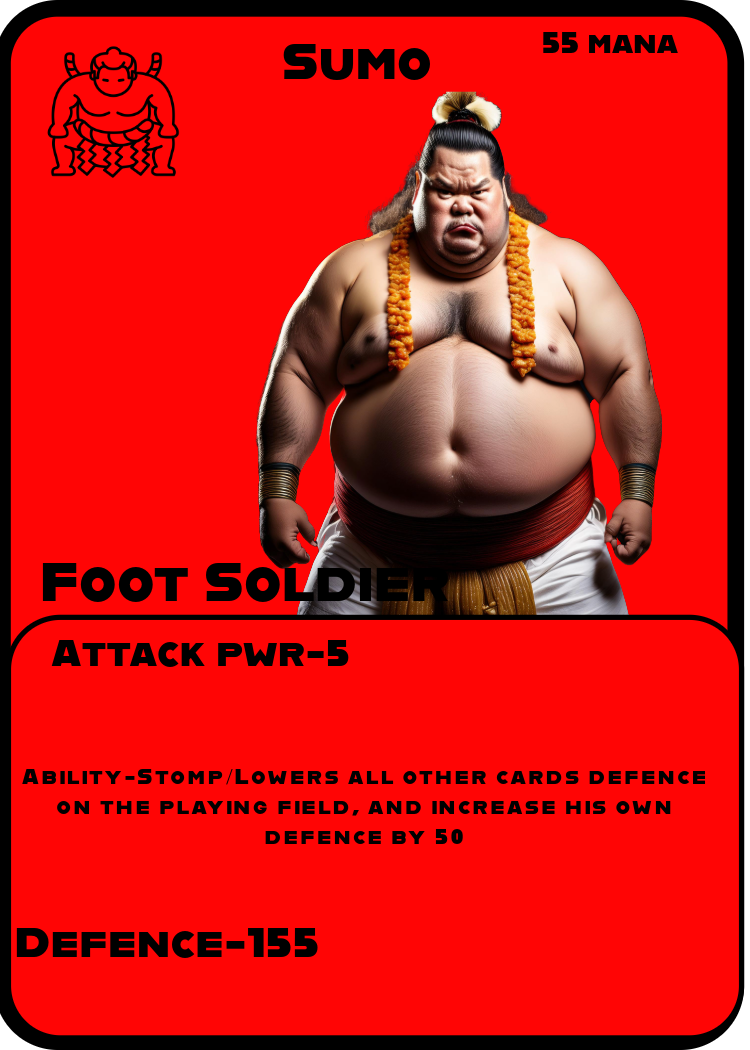 Sumo
55 mana
Foot Soldier
Attack pwr-5
Ability-Stomp/Lowers all other cards defence
on the playing field, and increase his own
defence by 50
Defence-155